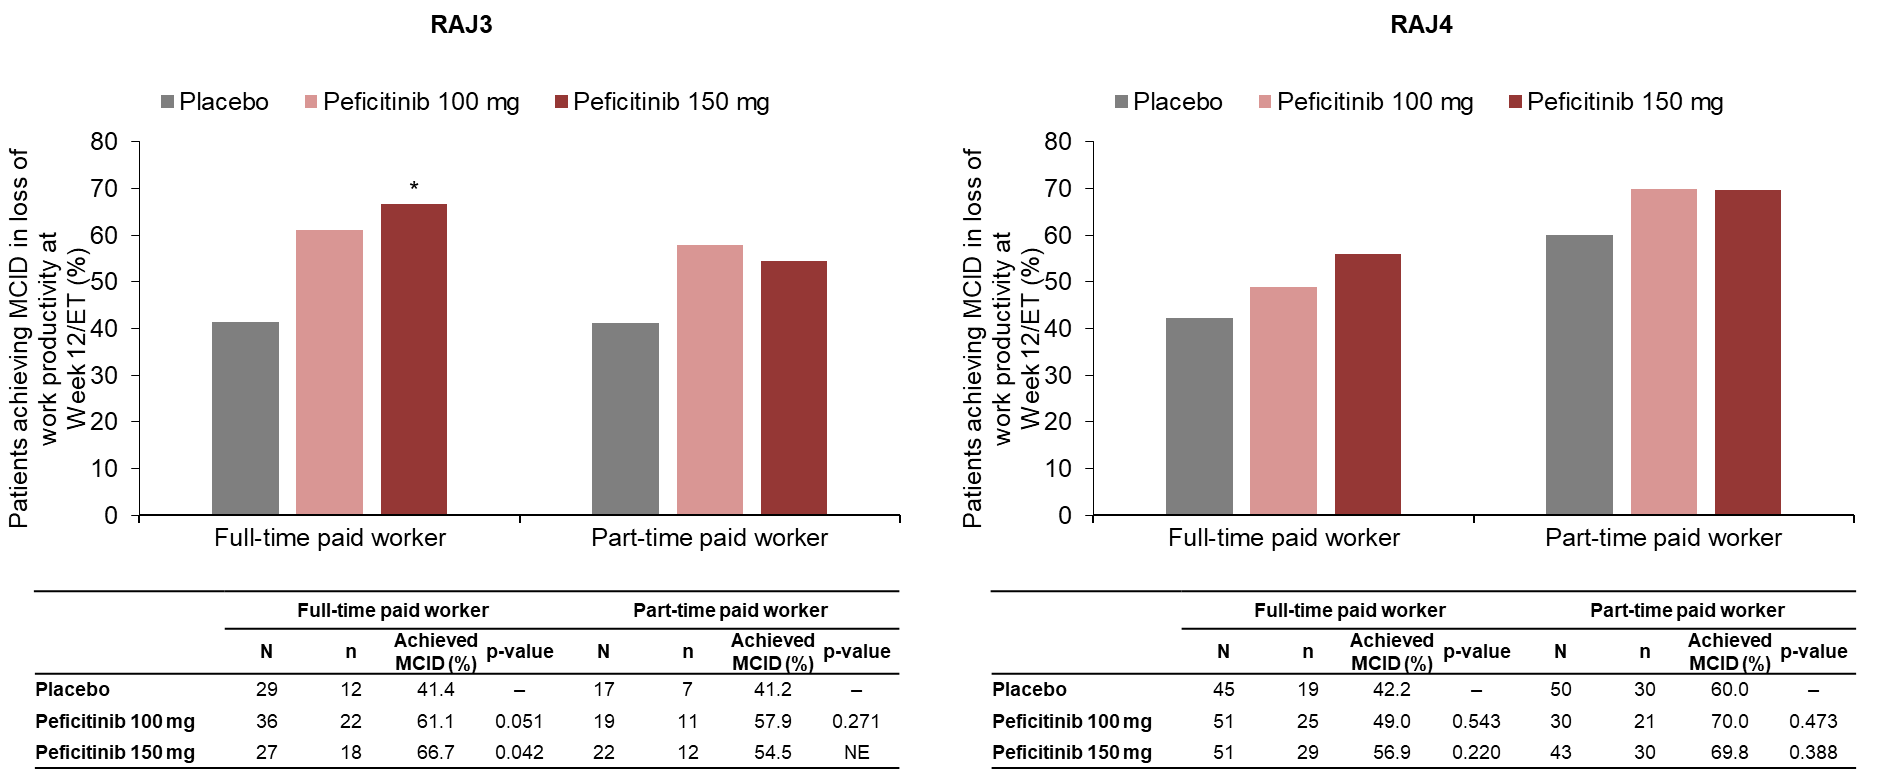 RAJ3
Placebo Peficitinib 100 mg Peficitinib 150 mg
Patients achieving MCID in loss of
work productivity at
Week 12/ET (%)
80
70
60
50
40
30
20
10
0
*
Full-time paid worker Part-time paid worker
Full-time paid worker Part-time paid worker
N n Achieved MCID (%) p-value N n Achieved MCID (%) p-value
Placebo 29 12 41.4 – 17 7 41.2 –
Peficitinib 100 mg 36 22 61.1 0.051 19 11 57.9 0.271
Peficitinib 150 mg 27 18 66.7 0.042 22 12 54.5 NE
RAJ4
Placebo Peficitinib 100 mg Peficitinib 150 mg
Patients achieving MCID in loss of
work productivity at
Week 12/ET (%)
80
70
60
50
40
30
20
10
0
Full-time paid worker Part-time paid worker
Full-time paid worker Part-time paid worker
N n Achieved MCID (%) p-value N n Achieved MCID (%) p-value
Placebo 45 19 42.2 – 50 30 60.0 –
Peficitinib 100 mg 51 25 49.0 0.543 30 21 70.0 0.473
Peficitinib 150 mg 51 29 56.9 0.220 43 30 69.8 0.388